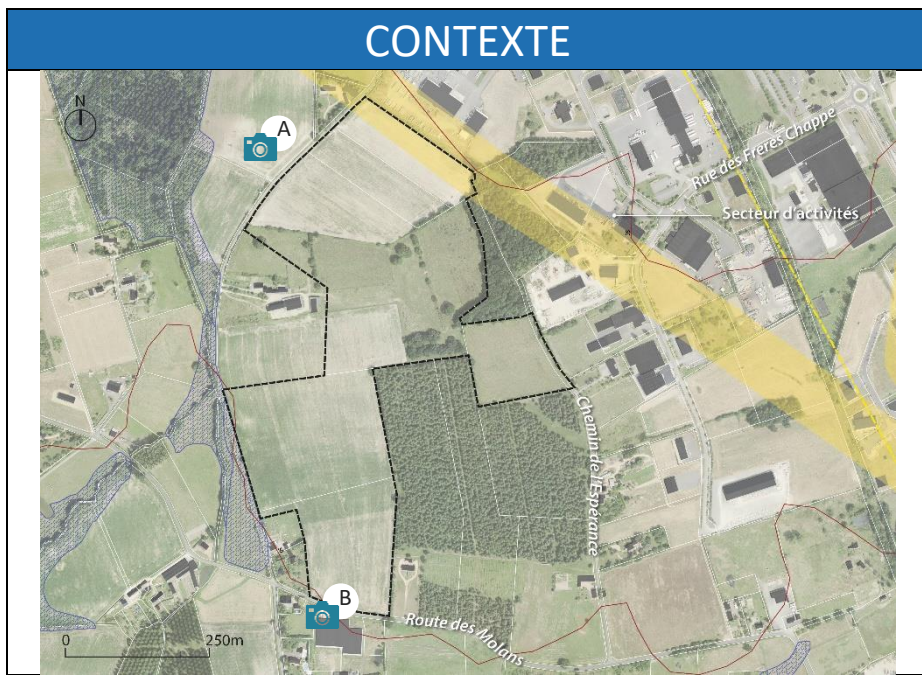 CONTEXTE
N
A
Rue des Frères Chappe
Secteur d'activités
Chemin de l'Espérance
B
Route des Molans
0 250m